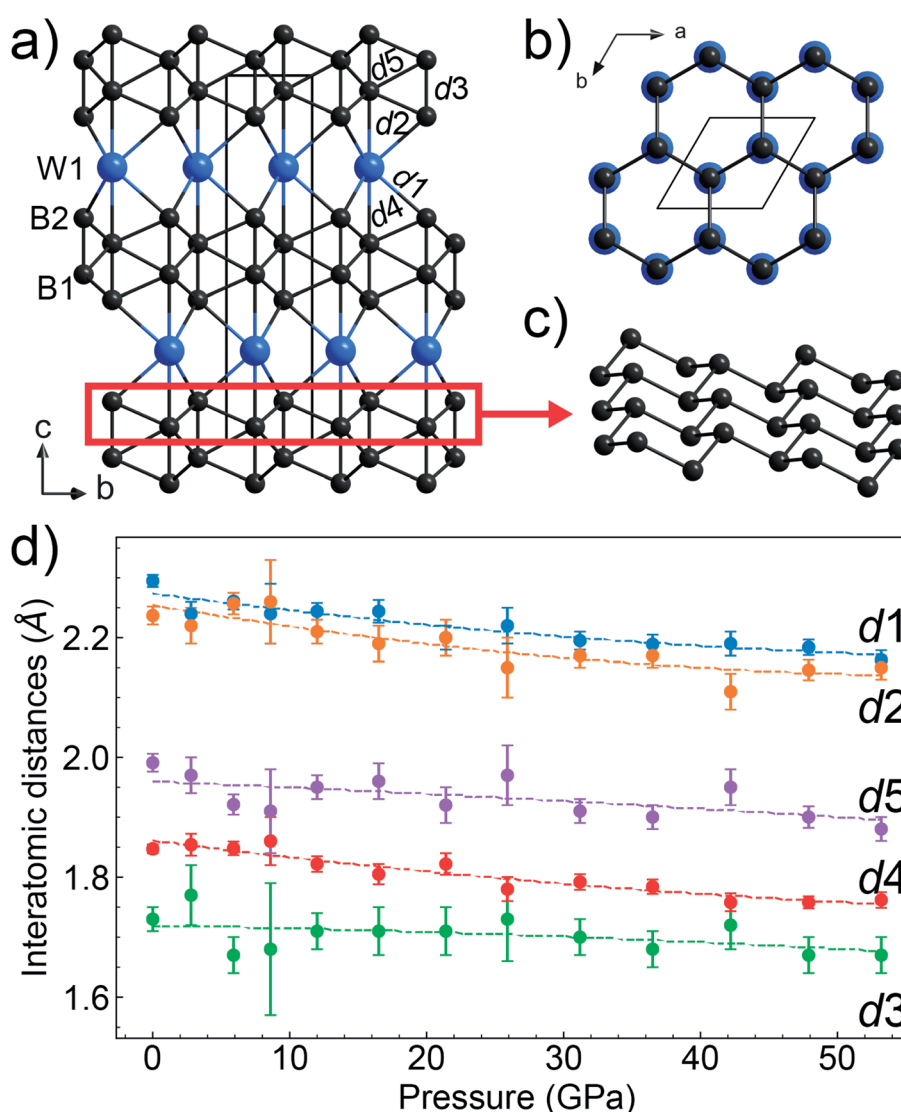 a)
d5
d3
d2
W1
d1
B2
d4
B1
c
b
b)
a
b
c)
d)
Interatomic distances (Å)
2.2
2.0
1.8
1.6
d1
d2
d5
d4
d3
0 10 20 30 40 50
Pressure (GPa)